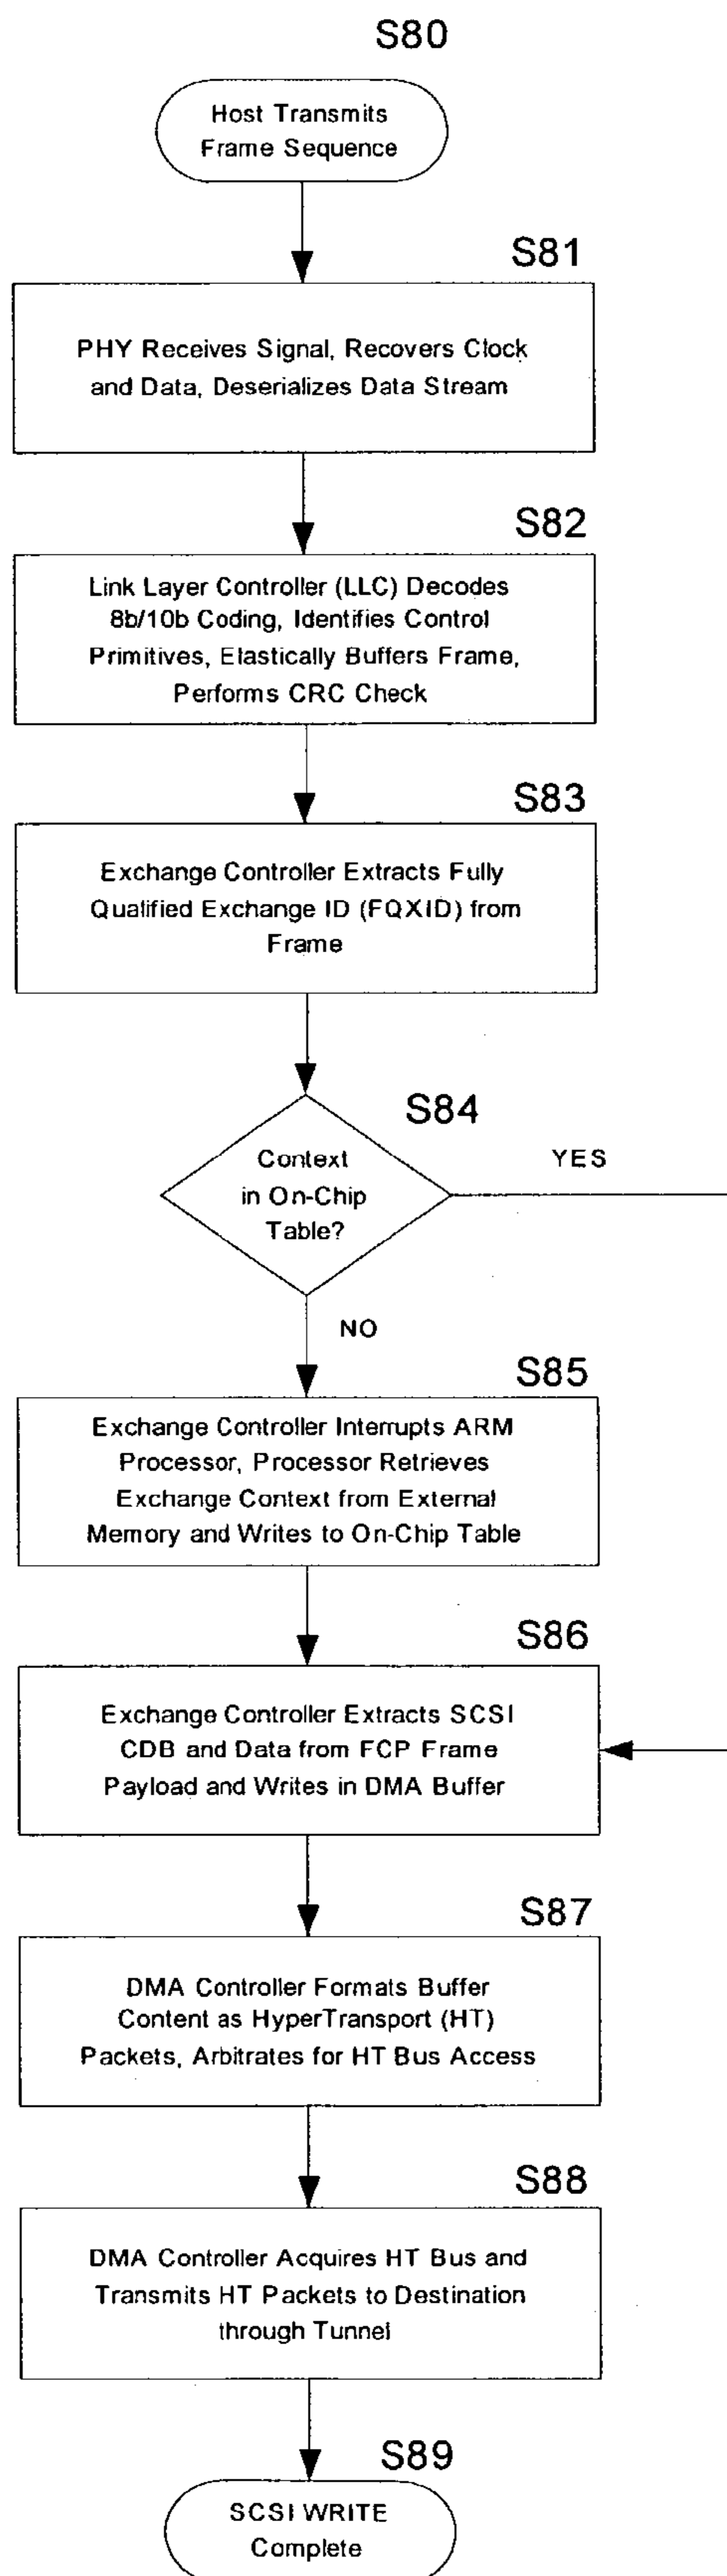 S80
Host Transmits
Frame Sequence
S81
PHY Receives Signal, Recovers Clock
and Data, Deserializes Data Stream
S82
Link Layer Controller (LLC) Decodes
8b/10b Coding, Identifies Control
Primitives, Elastically Buffers Frame,
Performs CRC Check
S83
Exchange Controller Extracts Fully
Qualified Exchange ID (FQXID) from
Frame
S84
Context
in On-Chip
Table?
YES
NO
S85
Exchange Controller Interrupts ARM
Processor, Processor Retrieves
Exchange Context from External
Memory and Writes to On-Chip Table
S86
Exchange Controller Extracts SCSI
CDB and Data from FCP Frame
Payload and Writes in DMA Buffer
S87
DMA Controller Formats Buffer
Content as HyperTransport (HT)
Packets, Arbitrates for HT Bus Access
S88
DMA Controller Acquires HT Bus and
Transmits HT Packets to Destination
through Tunnel
S89
SCSI WRITE
Complete